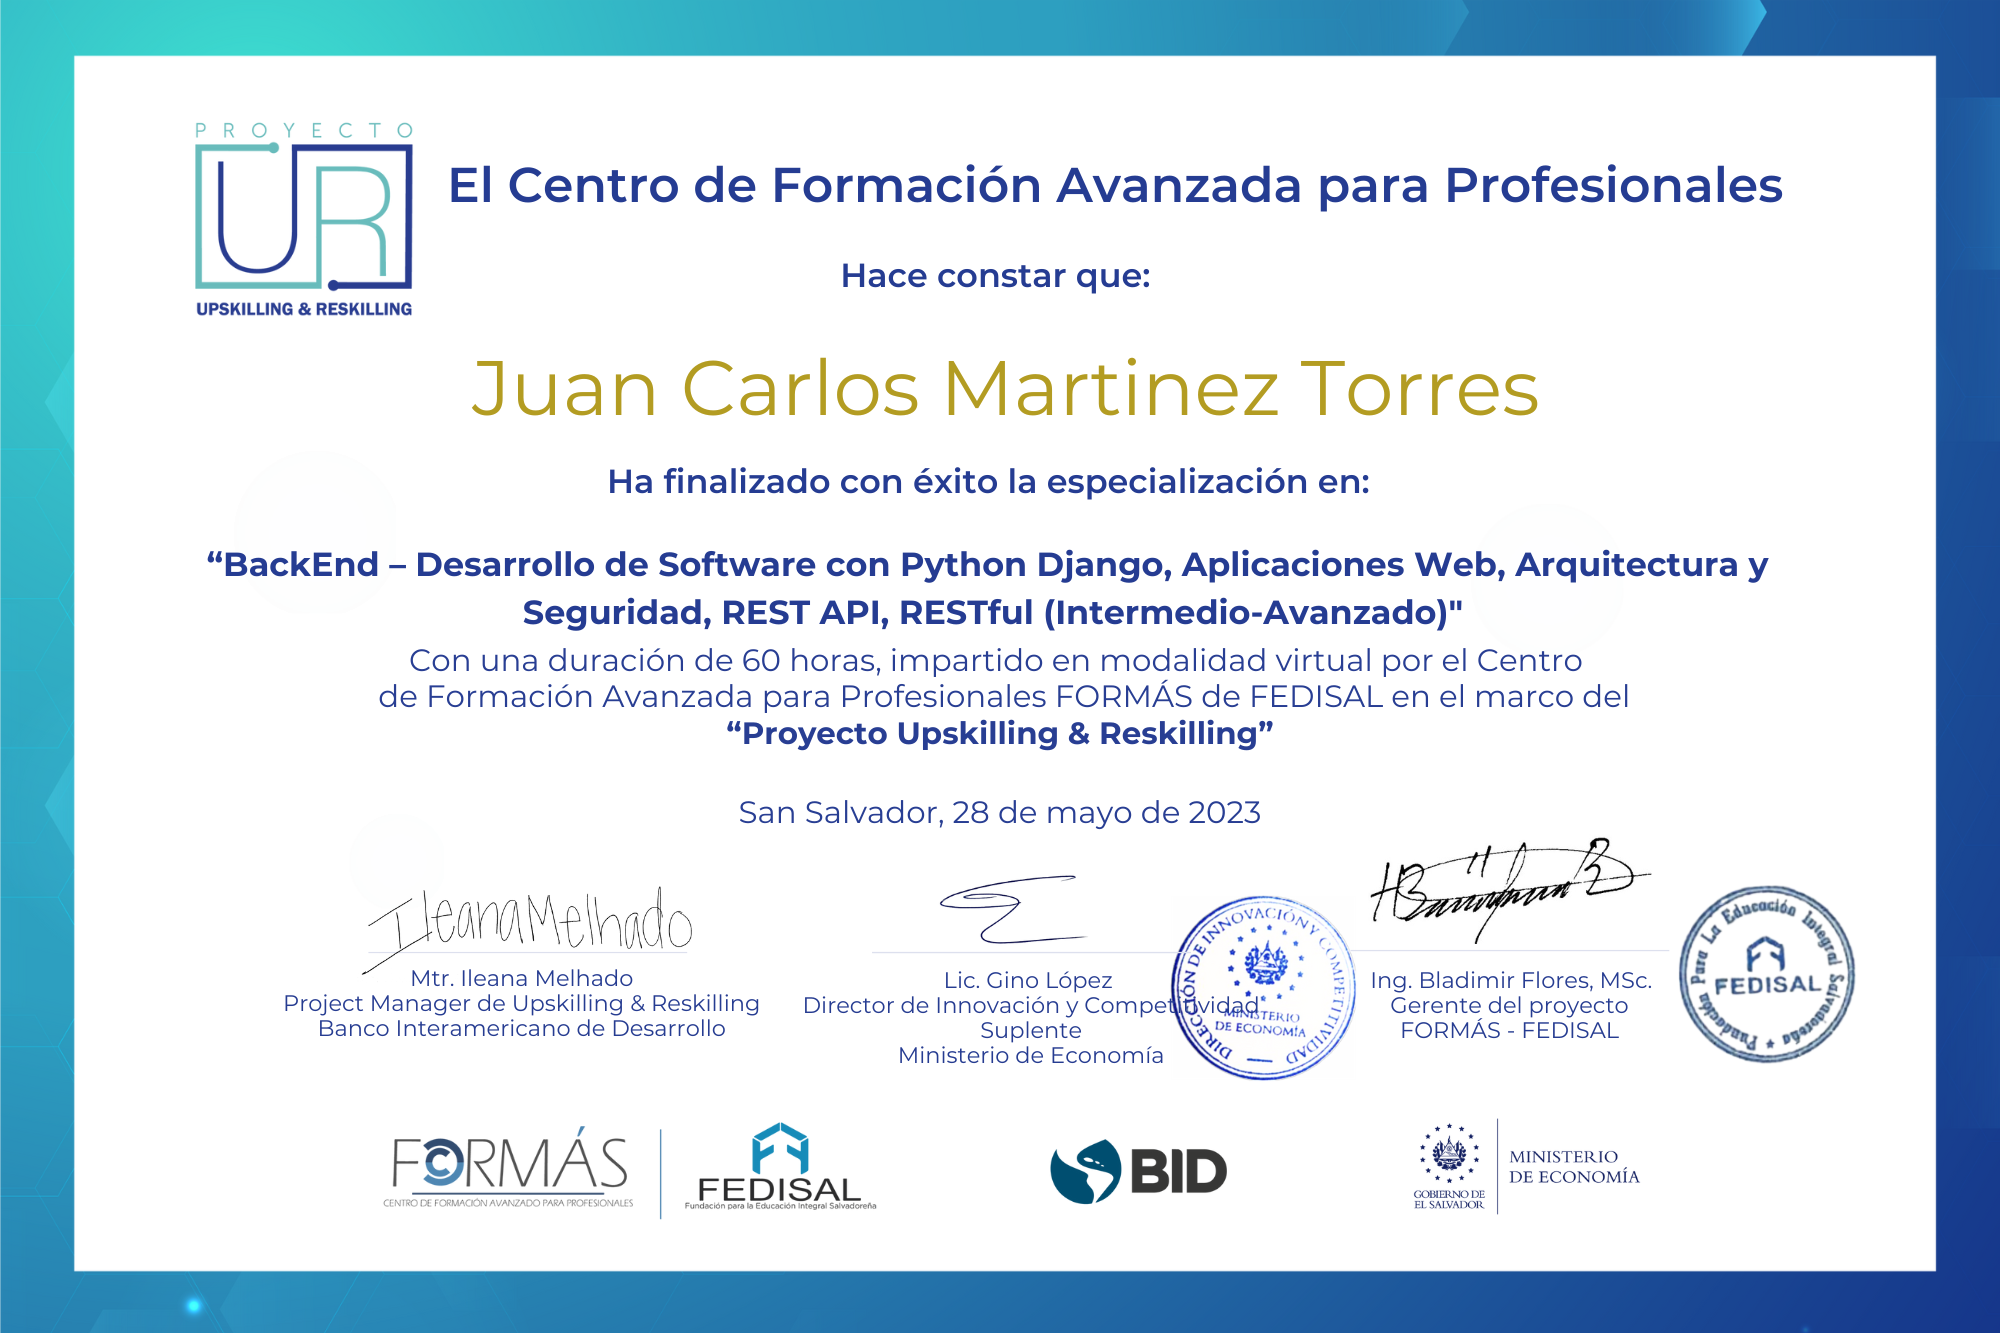 PROYECTO
UR
UPSKILLING & RESKILLING
El Centro de Formación Avanzada para Profesionales
Hace constar que:
Juan Carlos Martinez Torres
Ha finalizado con éxito la especialización en:
“BackEnd – Desarrollo de Software con Python Django, Aplicaciones Web, Arquitectura y
Seguridad, REST API, RESTful (Intermedio-Avanzado)"
Con una duración de 60 horas, impartido en modalidad virtual por el Centro
de Formación Avanzada para Profesionales FORMÁS de FEDISAL en el marco del
“Proyecto Upskilling & Reskilling”
San Salvador, 28 de mayo de 2023
IleanaMelhado
Mtr. Ileana Melhado
Project Manager de Upskilling & Reskilling
Banco Interamericano de Desarrollo
Lic. Gino López
Director de Innovación y Competitividad
Suplente
Ministerio de Economía
DIRECCIÓN DE INNOVACIÓN Y COMPETITIVIDAD
MINISTERIO
DE ECONOMÍA
Ing. Bladimir Flores, MSc.
Gerente del proyecto
FORMÁS - FEDISAL
Fundación Para La Educación Integral Salvadoreña
FEDISAL
FORMÁS
CENTRO DE FORMACIÓN AVANZADO PARA PROFESIONALES
FEDISAL
Fundación para la Educación Integral Salvadoreña
BID
GOBIERNO DE
EL SALVADOR
MINISTERIO
DE ECONOMÍA